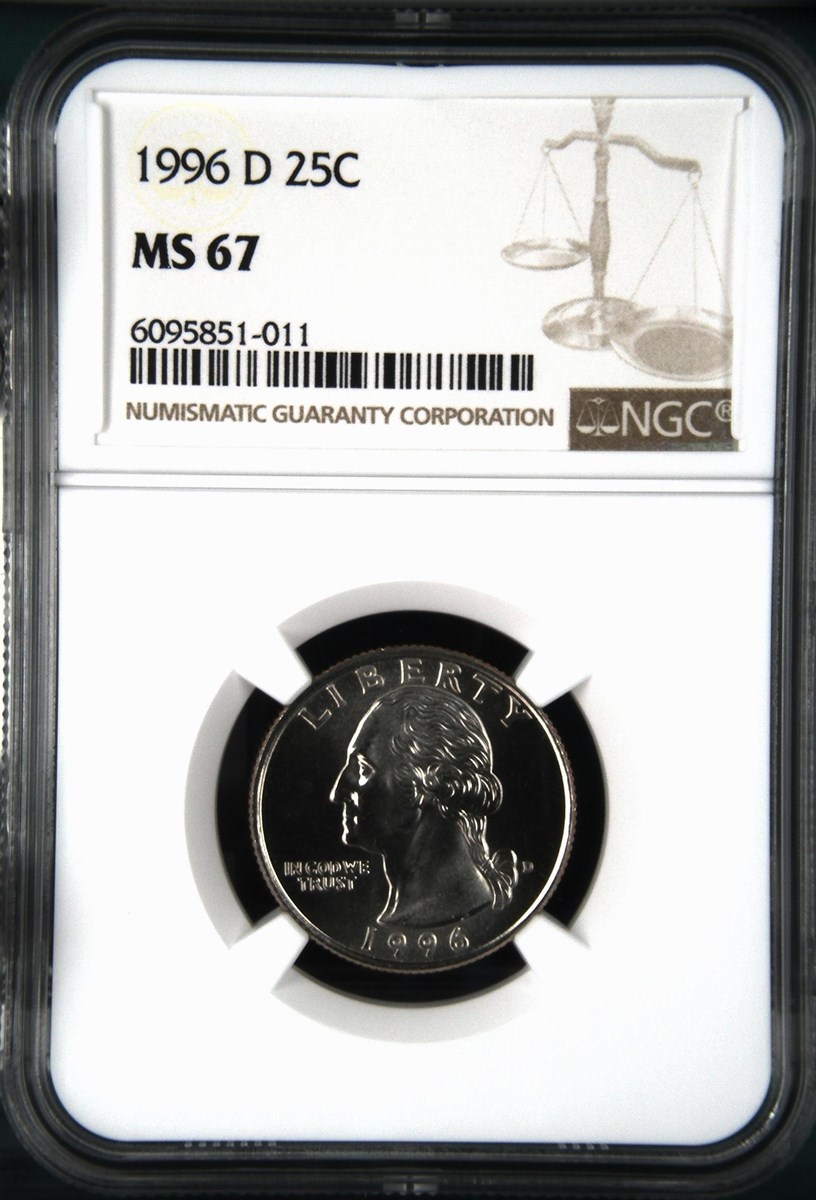 1996 D 25C
MS 67
6095851-011
NUMISMATIC GUARANTY CORPORATION
NGC®
LIBERTY
IN GOD WE
TRUST
D
1996